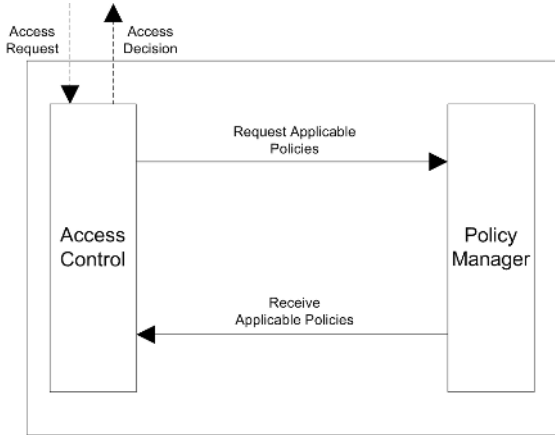 Access
Request
Access
Decision
Request Applicable
Policies
Access
Control
Policy
Manager
Receive
Applicable Policies